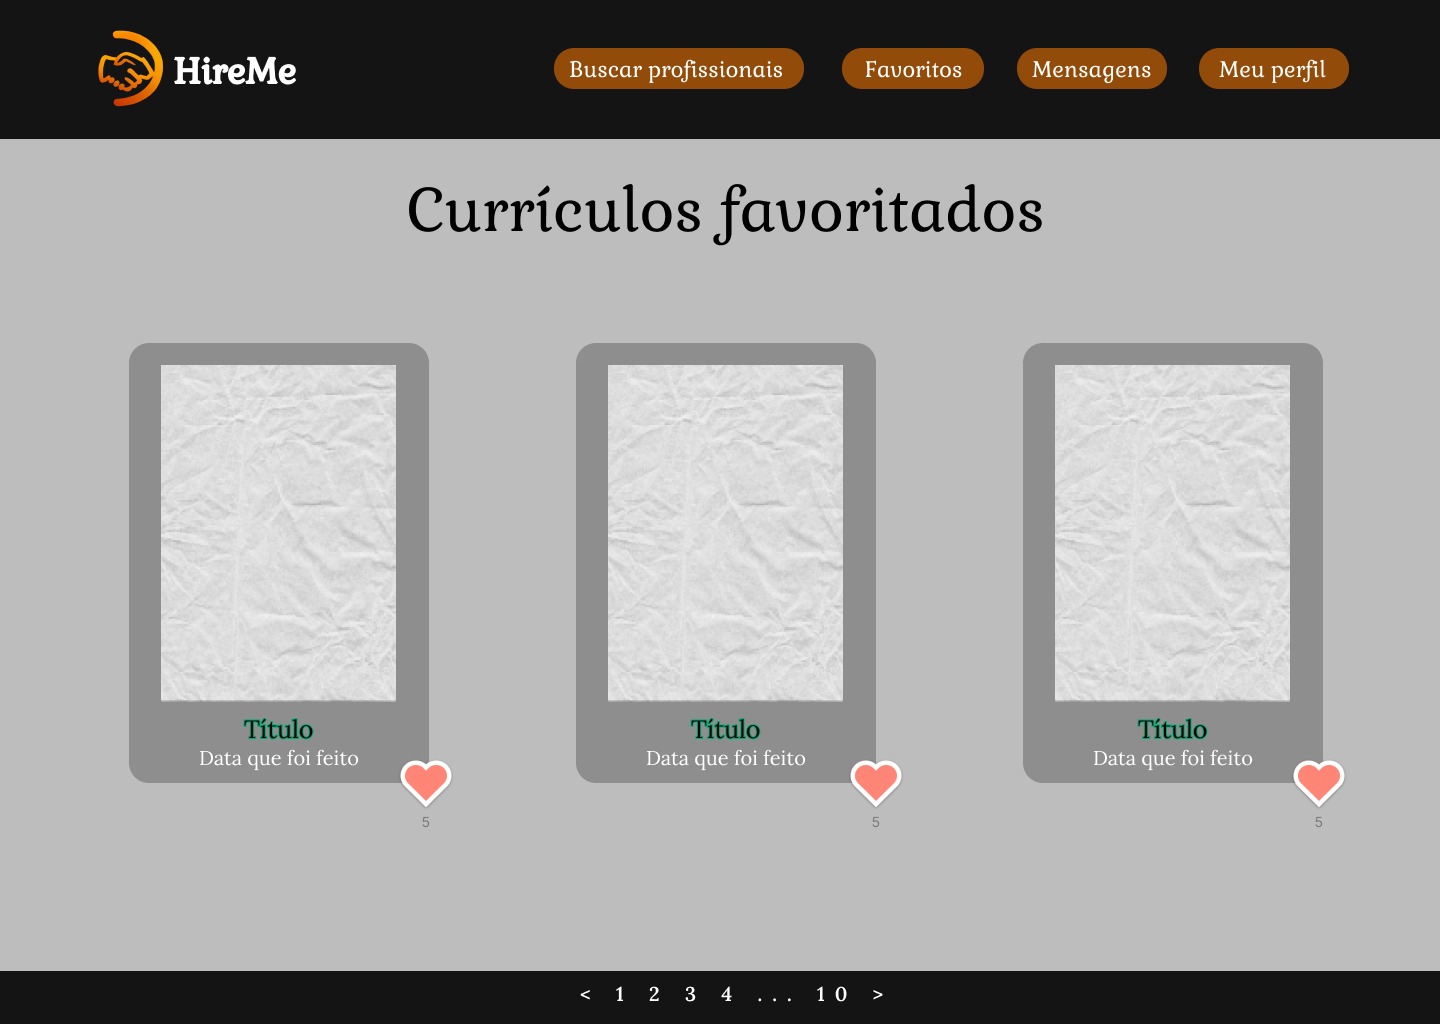 HireMe
Buscar profissionais
Favoritos
Mensagens
Meu perfil
Currículos favoritados
Título
Data que foi feito
5
Título
Data que foi feito
5
Título
Data que foi feito
5
< 1 2 3 4 ... 10 >